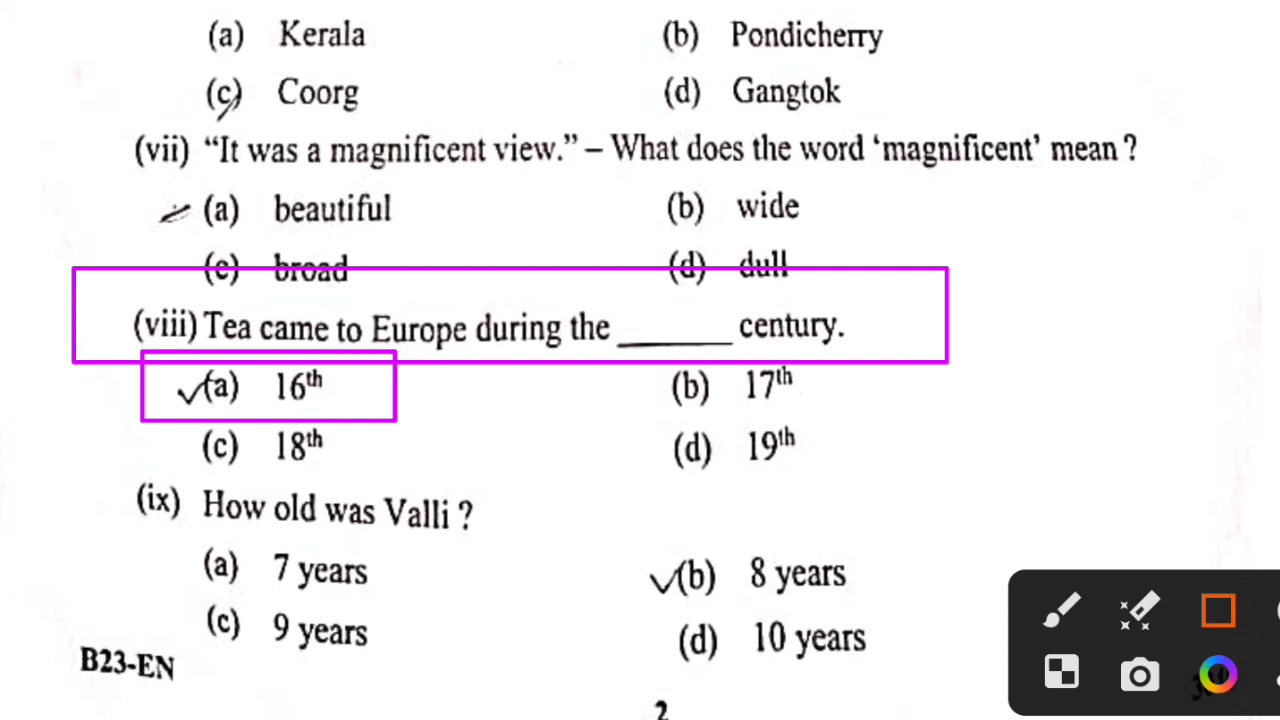 (a) Kerala (b) Pondicherry
(c) Coorg (d) Gangtok
(vii) “It was a magnificent view.” – What does the word ‘magnificent’ mean ?
(a) beautiful (b) wide
(c) broad (d) dull
(viii) Tea came to Europe during the ______ century.
(a) 16th (b) 17th
(c) 18th (d) 19th
(ix) How old was Valli ?
(a) 7 years (b) 8 years
(c) 9 years (d) 10 years
B23-EN
2